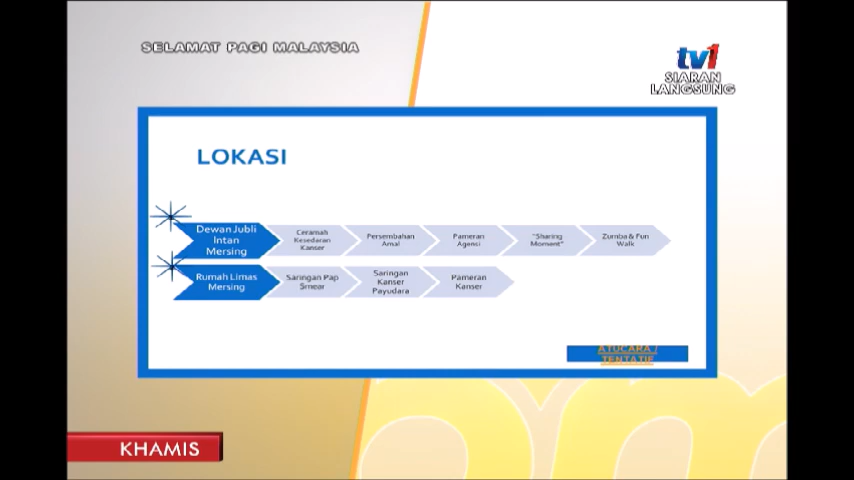 SELAMAT PAGI MALAYSIA
tv1
SIARAN
LANGSUNG
LOKASI
Dewan Jubli
Intan
Mersing
Ceramah
Kesedaran
Kanser
Persembahan
Amal
Pameran
Agensi
"Sharing
Moment"
Zumba & Fun
Walk
Rumah Limas
Mersing
Saringan Pap
Smear
Saringan
Kanser
Payudara
Pameran
Kanser
ATUCARA /
TENTATIF
KHAMIS